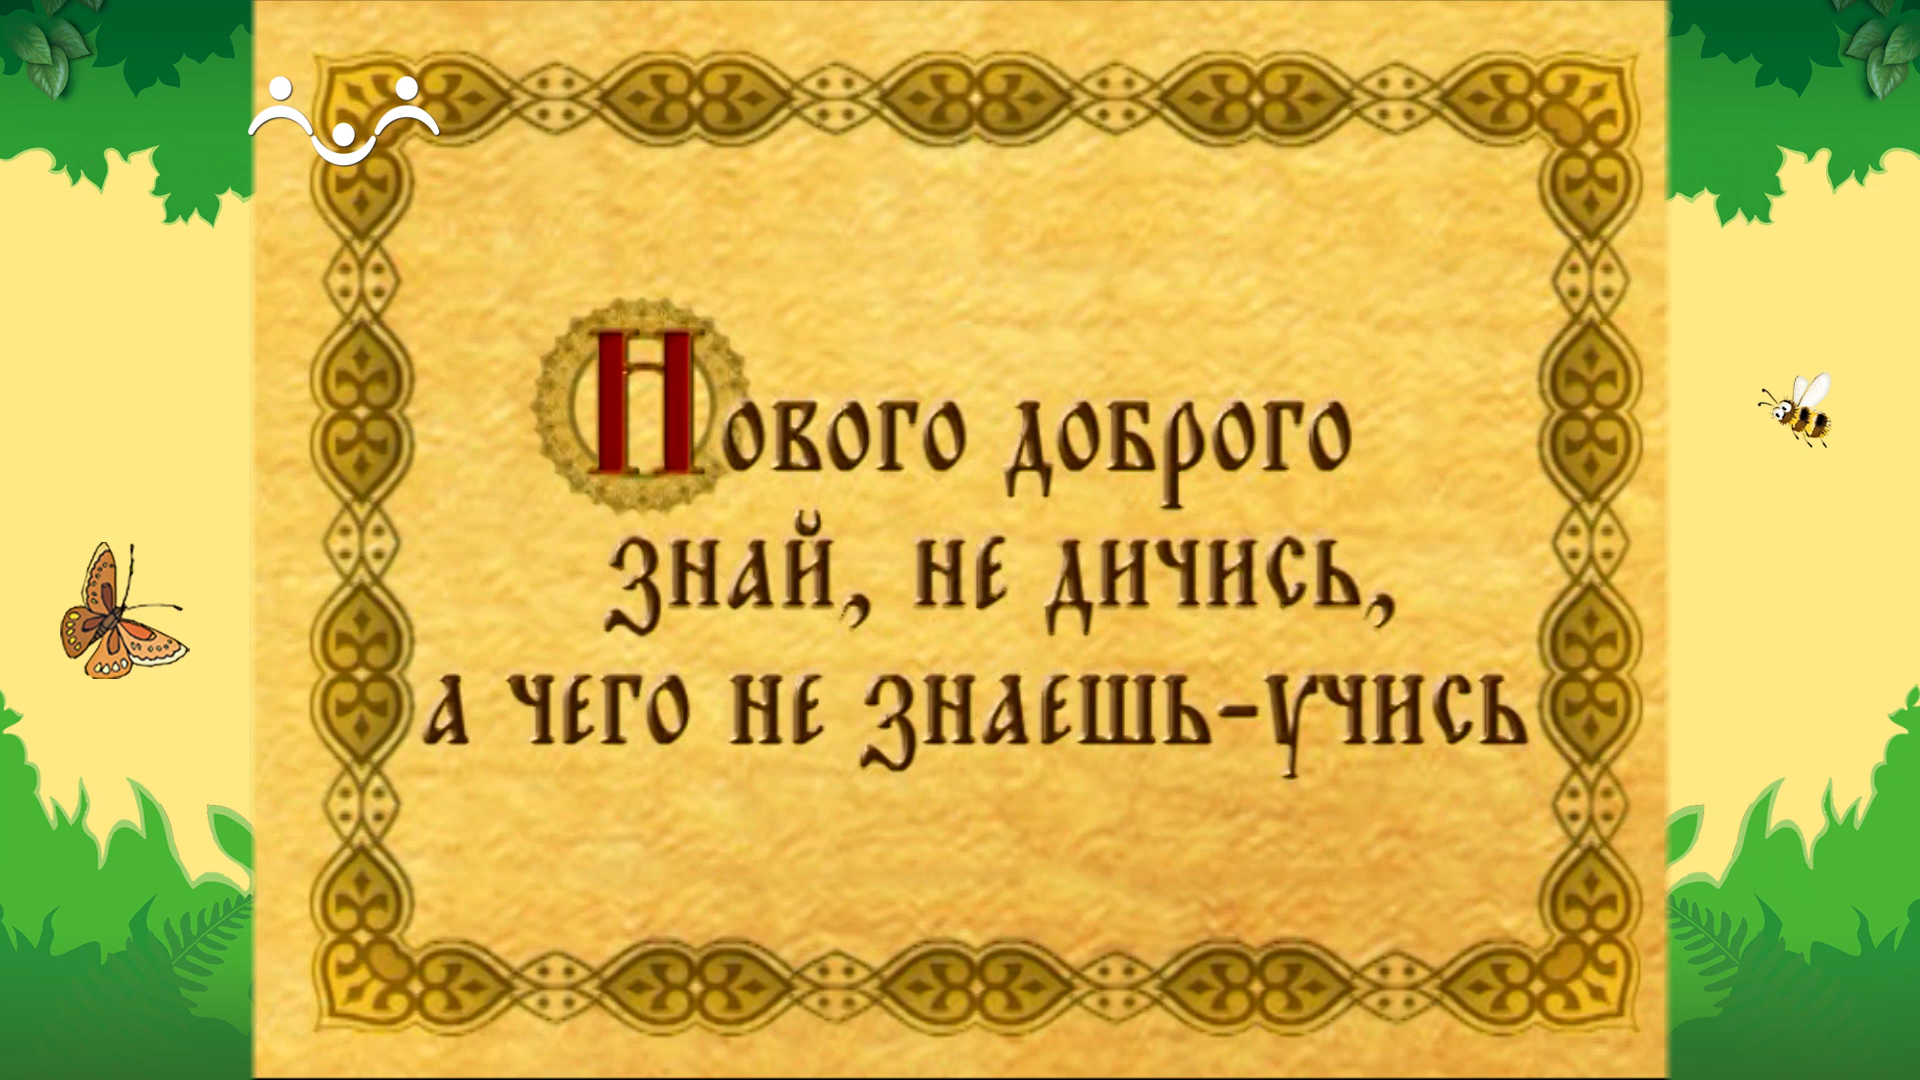 Нового доброго
знай, не дичись,
а чего не знаешь-учись